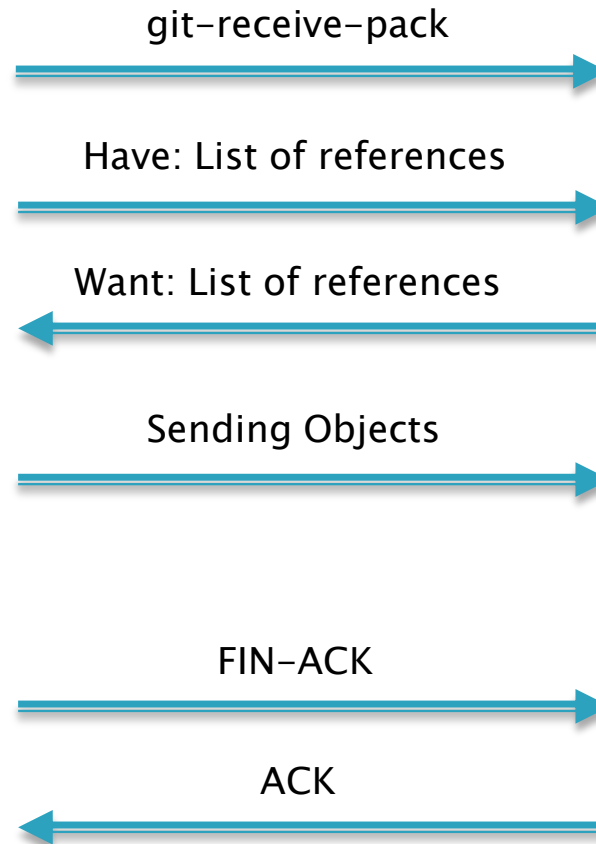 git-receive-pack
Have: List of references
Want: List of references
Sending Objects
FIN-ACK
ACK